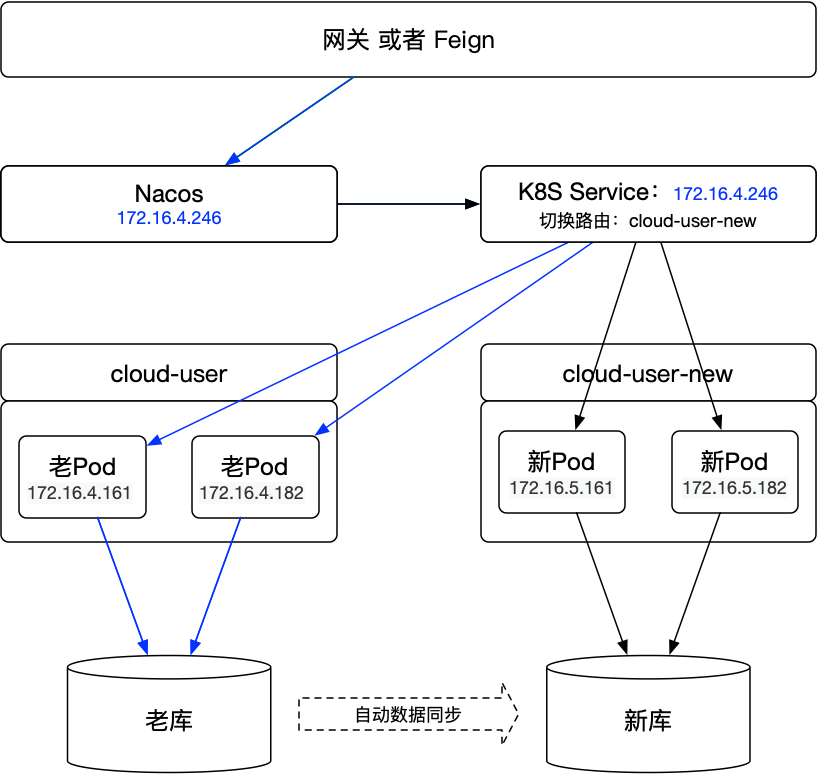 网关 或者 Feign
Nacos
172.16.4.246
K8S Service：172.16.4.246
切换路由：cloud-user-new
cloud-user
cloud-user-new
老Pod
172.16.4.161
老Pod
172.16.4.182
新Pod
172.16.5.161
新Pod
172.16.5.182
老库
自动数据同步
新库